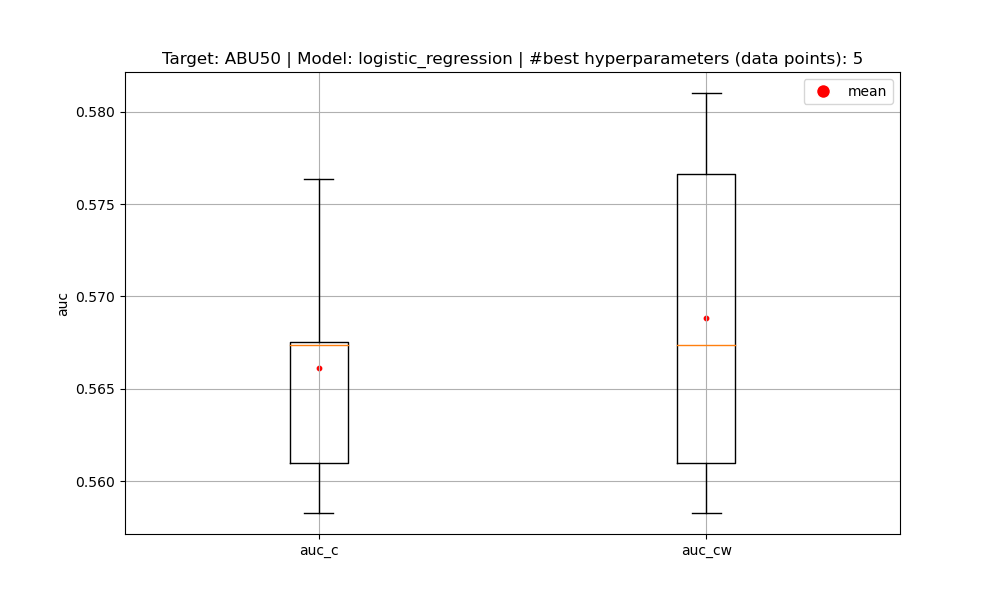 Target: ABU50 | Model: logistic_regression | #best hyperparameters (data points): 5
mean
0.580
0.575
0.570
0.565
0.560
auc
auc_c
auc_cw